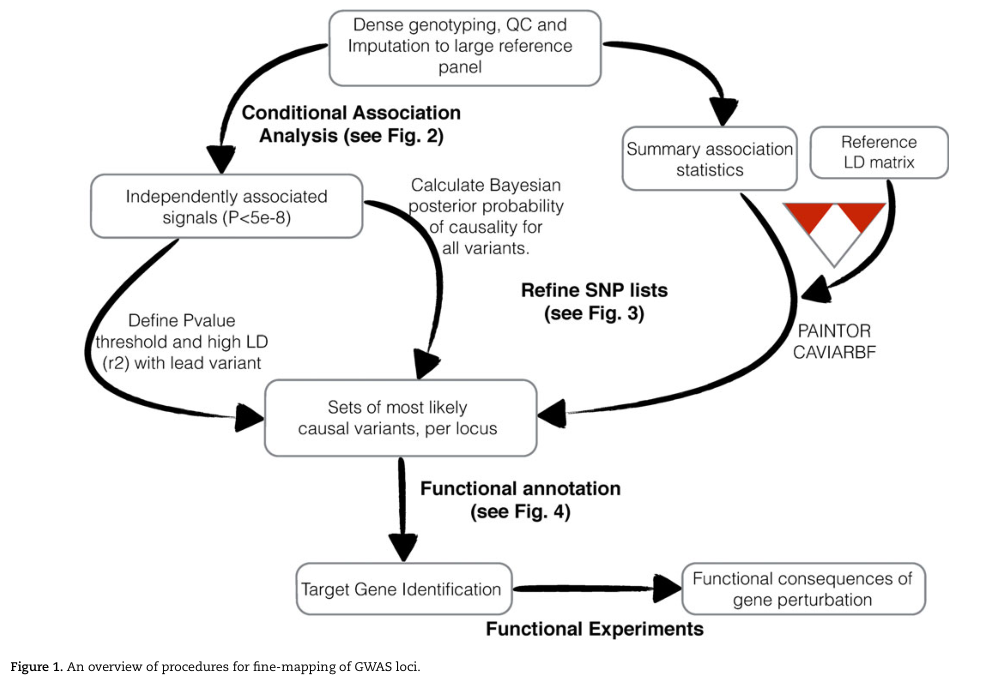 Dense genotyping, QC and
Imputation to large reference
panel
Conditional Association
Analysis (see Fig. 2)
Summary association
statistics
Reference
LD matrix
Independently associated
signals (P<5e-8)
Calculate Bayesian
posterior probability
of causality for
all variants.
Refine SNP lists
(see Fig. 3)
Define Pvalue
threshold and high LD
(r2) with lead variant
PAINTOR
CAVIARBF
Sets of most likely
causal variants, per locus
Functional annotation
(see Fig. 4)
Target Gene Identification
Functional consequences of
gene perturbation
Functional Experiments
Figure 1. An overview of procedures for fine-mapping of GWAS loci.